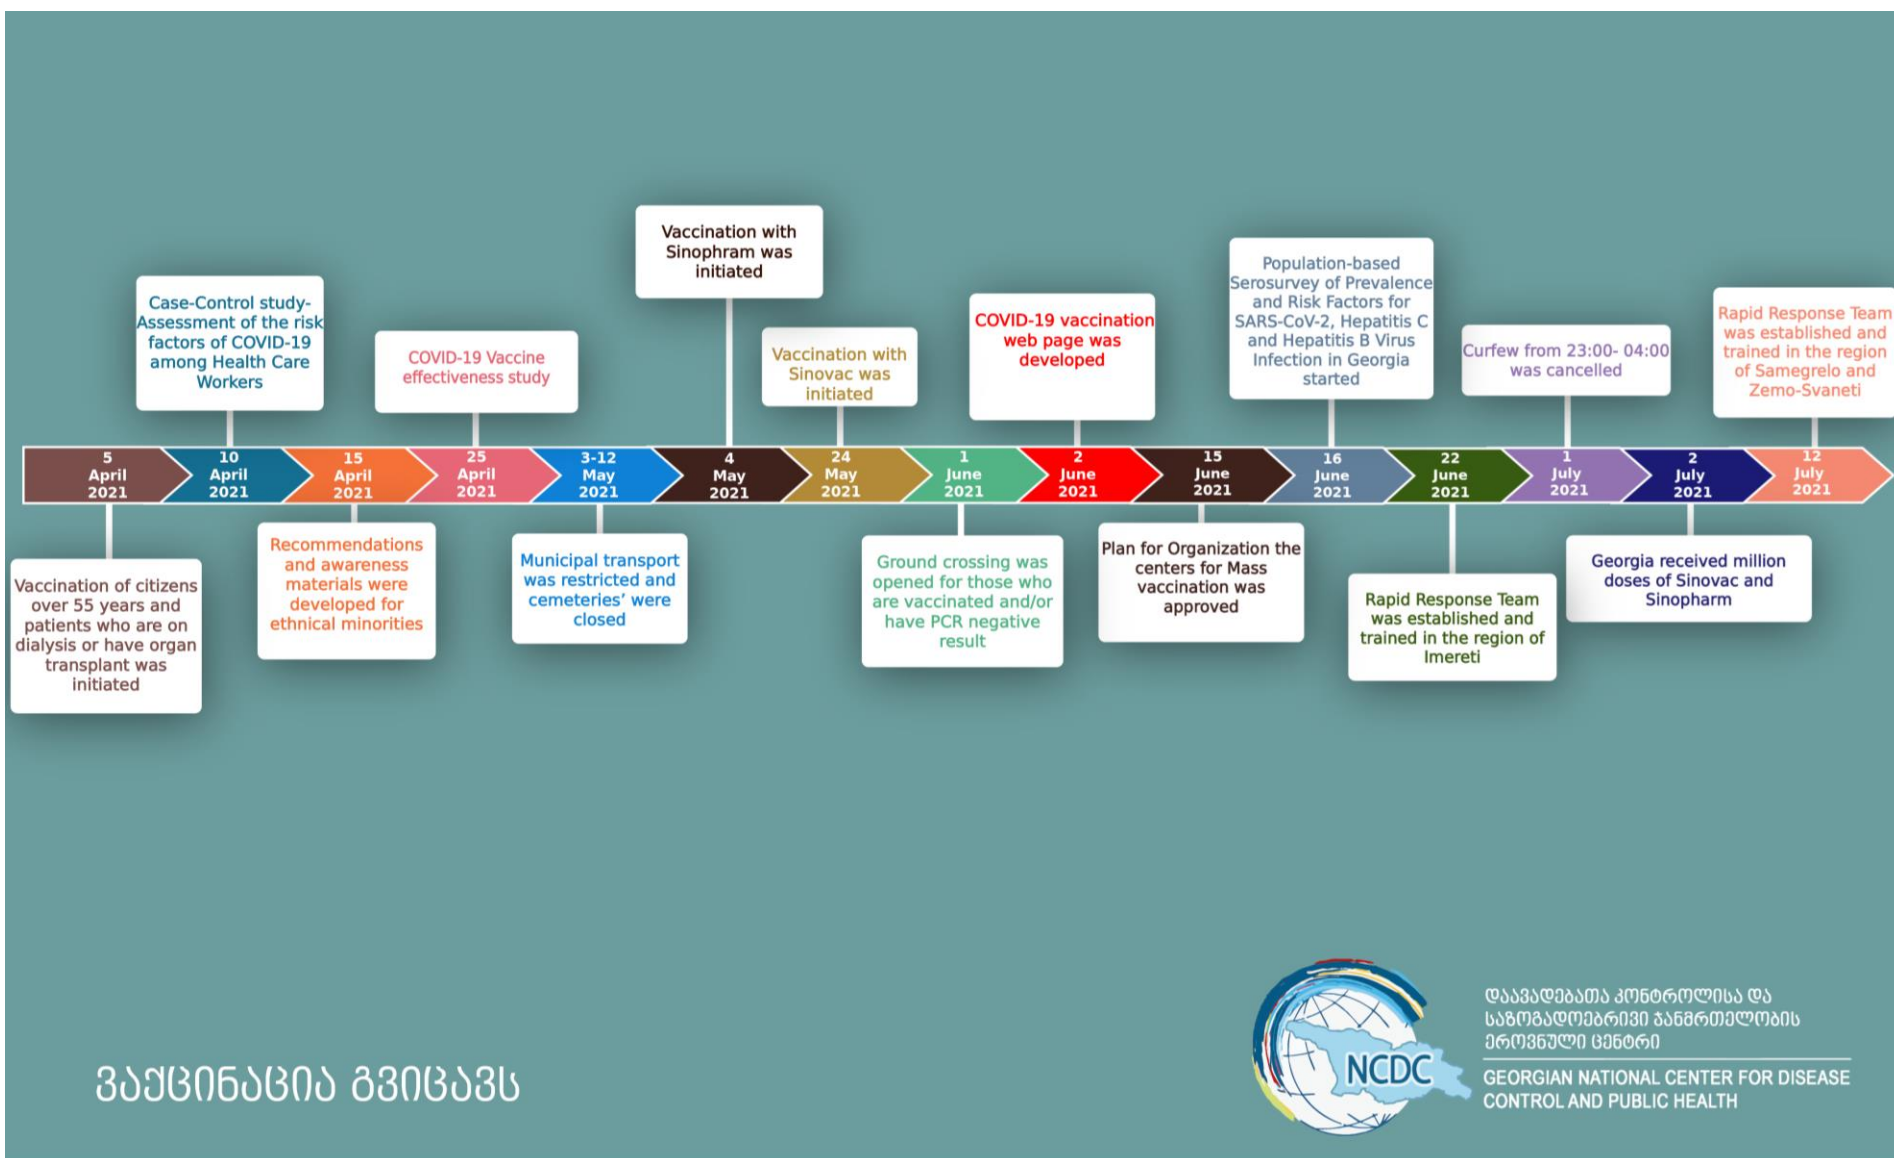 Vaccination with
Sinophram was
initiated
Case-Control study-
Assessment of the risk
factors of COVID-19
among Health Care
Workers
COVID-19 Vaccine
effectiveness study
Vaccination with
Sinovac was
initiated
COVID-19 vaccination
web page was
developed
Population-based
Serosurvey of Prevalence
and Risk Factors for
SARS-CoV-2, Hepatitis C
and Hepatitis B Virus
Infection in Georgia
started
Curfew from 23:00- 04:00
was cancelled
Rapid Response Team
was established and
trained in the region
of Samegrelo and
Zemo-Svaneti
5
April
2021
10
April
2021
15
April
2021
25
April
2021
3-12
May
2021
4
May
2021
24
May
2021
1
June
2021
2
June
2021
15
June
2021
16
June
2021
22
June
2021
1
July
2021
2
July
2021
12
July
2021
Vaccination of citizens
over 55 years and
patients who are on
dialysis or have organ
transplant was
initiated
Recommendations
and awareness
materials were
developed for
ethnical minorities
Municipal transport
was restricted and
cemeteries’ were
closed
Ground crossing was
opened for those who
are vaccinated and/or
have PCR negative
result
Plan for Organization the
centers for Mass
vaccination was
approved
Rapid Response Team
was established and
trained in the region of
Imereti
Georgia received million
doses of Sinovac and
Sinopharm
ვაქცინაცია გვიცავს
NCDC
დაავადებათა კონტროლისა და
საზოგადოებრივი ჯანმრთელობის
ეროვნული ცენტრი
GEORGIAN NATIONAL CENTER FOR DISEASE
CONTROL AND PUBLIC HEALTH